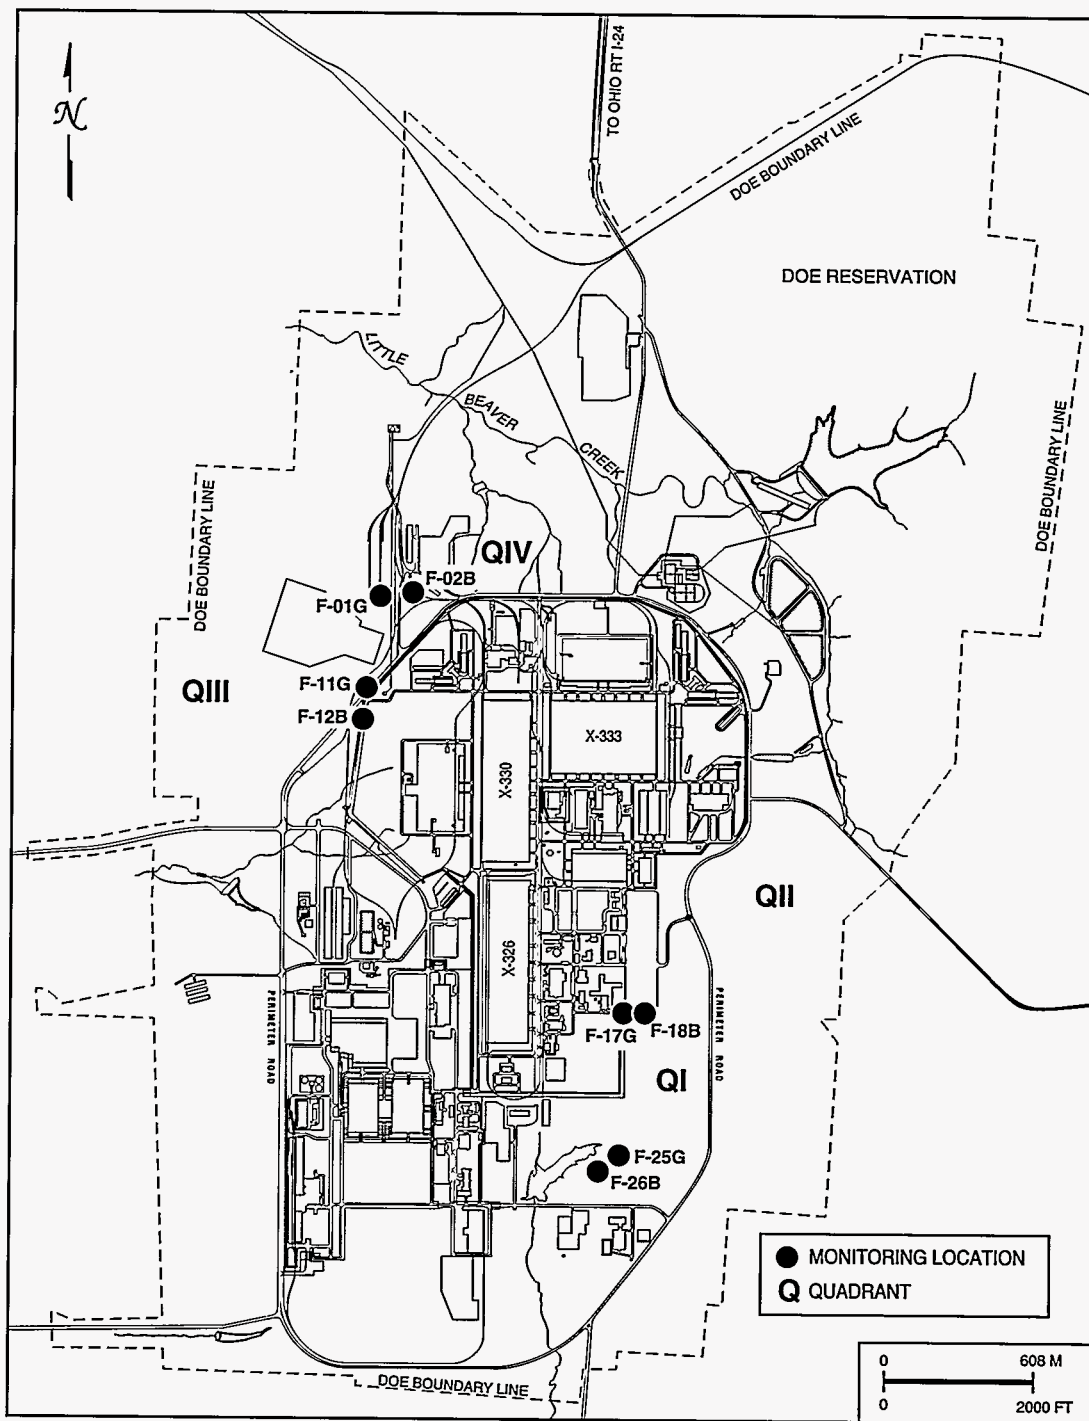 TO OHIO RT I-24
N
DOE BOUNDARY LINE
DOE RESERVATION
LITTLE
BEAVER
CREEK
DOE BOUNDARY LINE
DOE BOUNDARY LINE
QIV
F-02B
F-01G
F-11G
QIII
F-12B
X-333
X-330
QII
X-326
PERIMETER ROAD
PERIMETER ROAD
F-17G
F-18B
QI
F-25G
F-26B
MONITORING LOCATION
Q QUADRANT
DOE BOUNDARY LINE
0 608 M
0 2000 FT